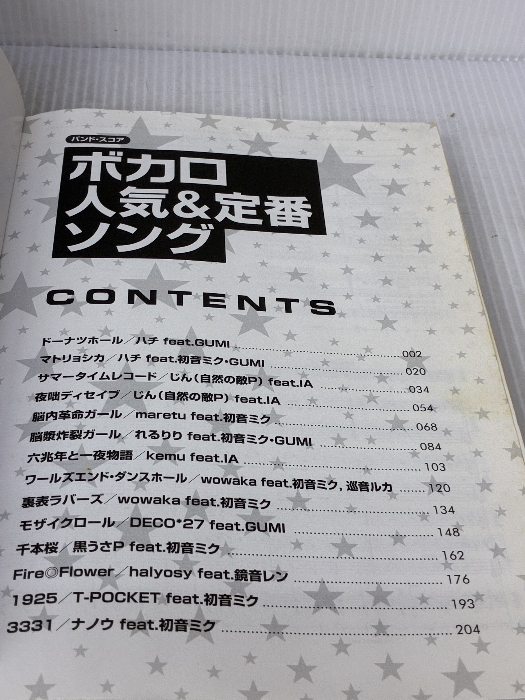 バンド・スコア
ボカロ
人気&定番
ソング
CONTENTS
ドーナツホール／ハチ feat.GUMI 002
マトリョシカ／ハチ feat.初音ミク・GUMI 020
サマータイムレコード／じん(自然の敵P) feat.IA 034
夜咄ディセイブ／じん(自然の敵P) feat.IA 054
脳内革命ガール／maretu feat.初音ミク 068
脳漿炸裂ガール／れるりり feat.初音ミク・GUMI 084
六兆年と一夜物語／kemu feat.IA 103
ワールズエンド・ダンスホール／wowaka feat.初音ミク, 巡音ルカ 120
裏表ラバーズ／wowaka feat.初音ミク 134
モザイクロール／DECO*27 feat.GUMI 148
千本桜／黒うさP feat.初音ミク 162
Fire◎Flower／halyosy feat.鏡音レン 176
1925／T-POCKET feat.初音ミク 193
3331／ナノウ feat.初音ミク 204